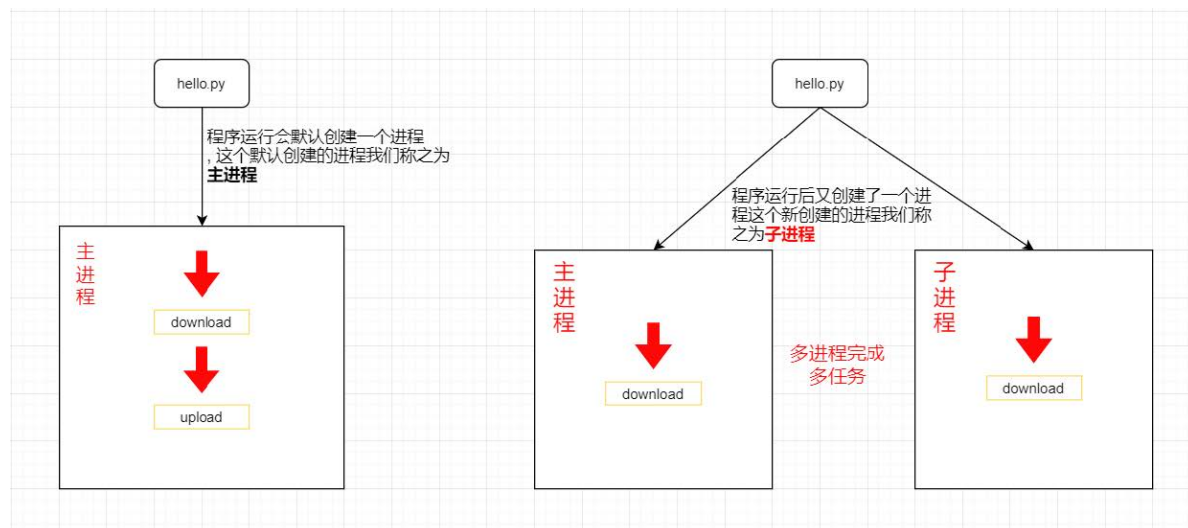 hello.py
程序运行会默认创建一个进程
,这个默认创建的进程我们称之为
主进程
主
进
程
download
upload
hello.py
程序运行后又创建了一个进
程这个新创建的进程我们称
之为子进程
主
进
程
download
多进程完成
多任务
子
进
程
download